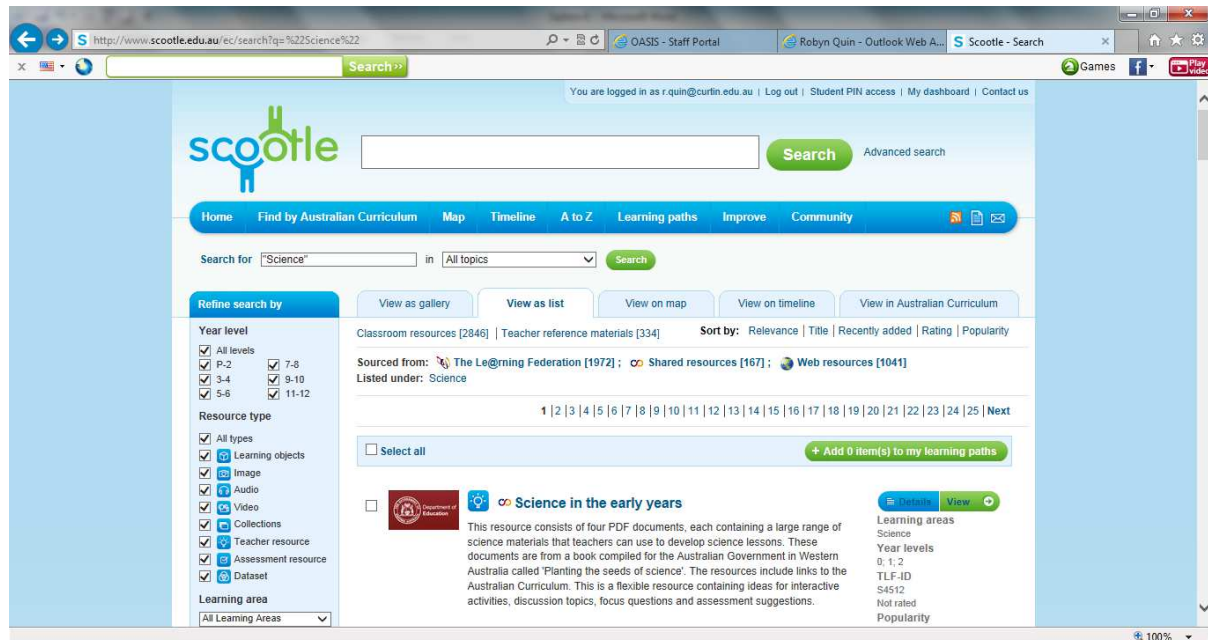 http://www.scootle.edu.au/ec/search?q=%22Science%22
OASIS - Staff Portal
Robyn Quin - Outlook Web A...
Scootle - Search
Search
Games
Play video
You are logged in as r.quin@curtin.edu.au | Log out | Student PIN access | My dashboard | Contact us
scootle
Search
Advanced search
Home Find by Australian Curriculum Map Timeline A to Z Learning paths Improve Community
Search for "Science" in All topics Search
Refine search by
View as gallery View as list View on map View on timeline View in Australian Curriculum
Year level
All levels
P-2 7-8
3-4 9-10
5-6 11-12
Resource type
All types
Learning objects
Image
Audio
Video
Collections
Teacher resource
Assessment resource
Dataset
Learning area
All Learning Areas
Classroom resources [2846] | Teacher reference materials [334] Sort by: Relevance | Title | Recently added | Rating | Popularity
Sourced from: The Le@rning Federation [1972] ; Shared resources [167] ; Web resources [1041]
Listed under: Science
1 | 2 | 3 | 4 | 5 | 6 | 7 | 8 | 9 | 10 | 11 | 12 | 13 | 14 | 15 | 16 | 17 | 18 | 19 | 20 | 21 | 22 | 23 | 24 | 25 | Next
Select all
+ Add 0 item(s) to my learning paths
Department of
Education
Science in the early years
This resource consists of four PDF documents, each containing a large range of
science materials that teachers can use to develop science lessons. These
documents are from a book compiled for the Australian Government in Western
Australia called 'Planting the seeds of science'. The resources include links to the
Australian Curriculum. This is a flexible resource containing ideas for interactive
activities, discussion topics, focus questions and assessment suggestions.
Details View
Learning areas
Science
Year levels
0; 1; 2
TLF-ID
S4512
Not rated
Popularity
100%